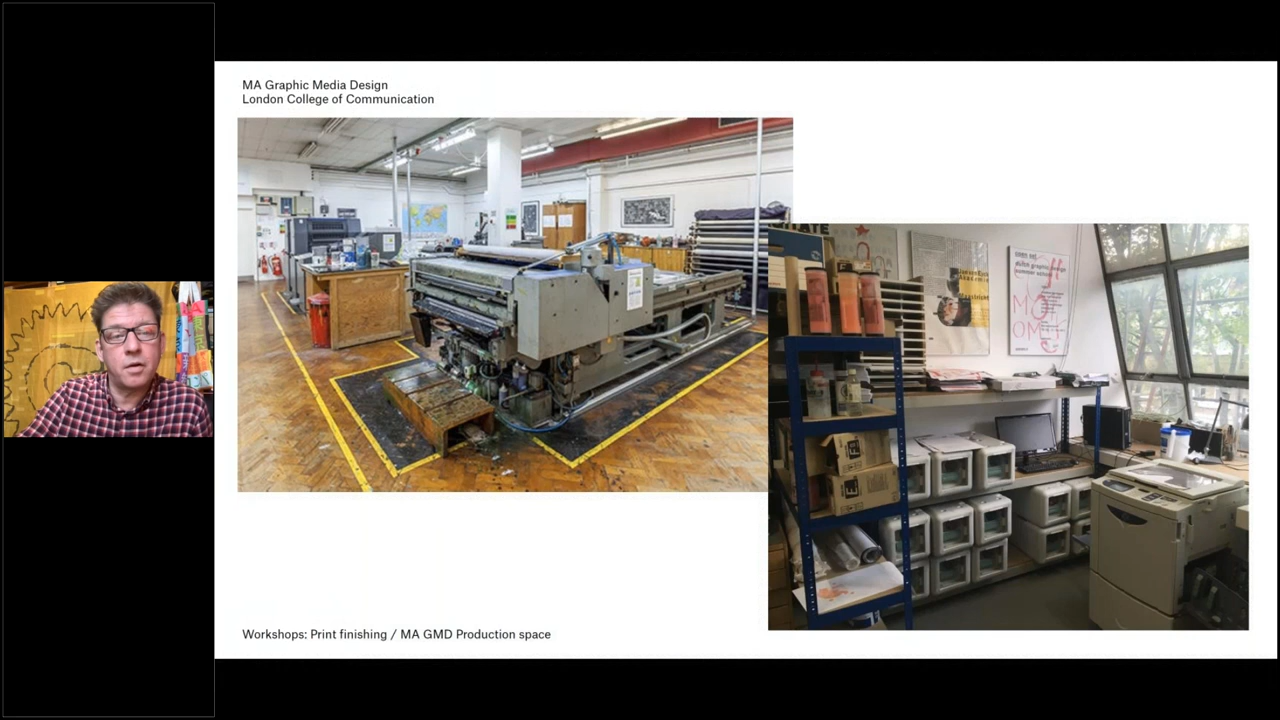 MA Graphic Media Design
London College of Communication
Workshops: Print finishing / MA GMD Production space